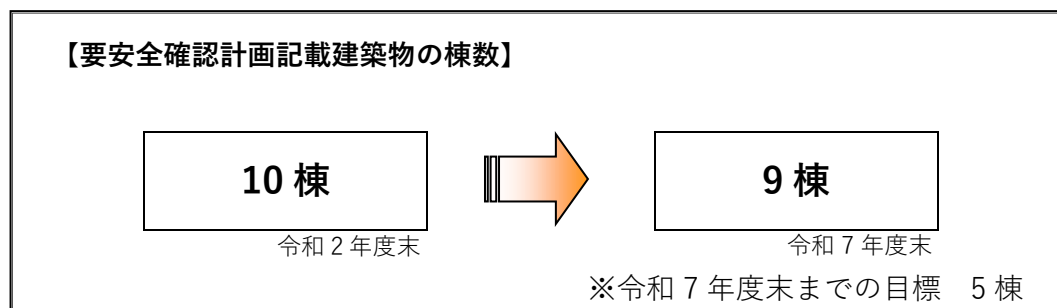 【要安全確認計画記載建築物の棟数】
10 棟
9 棟
令和 2 年度末
令和 7 年度末
※令和 7 年度末までの目標　5 棟